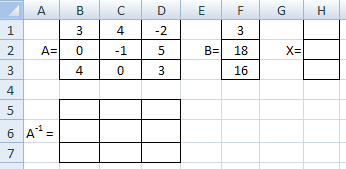 A B C D E F G H
1 3 4 -2 3
2 A= 0 -1 5 B= 18 X=
3 4 0 3 16
4
5
6 A⁻¹ =
7